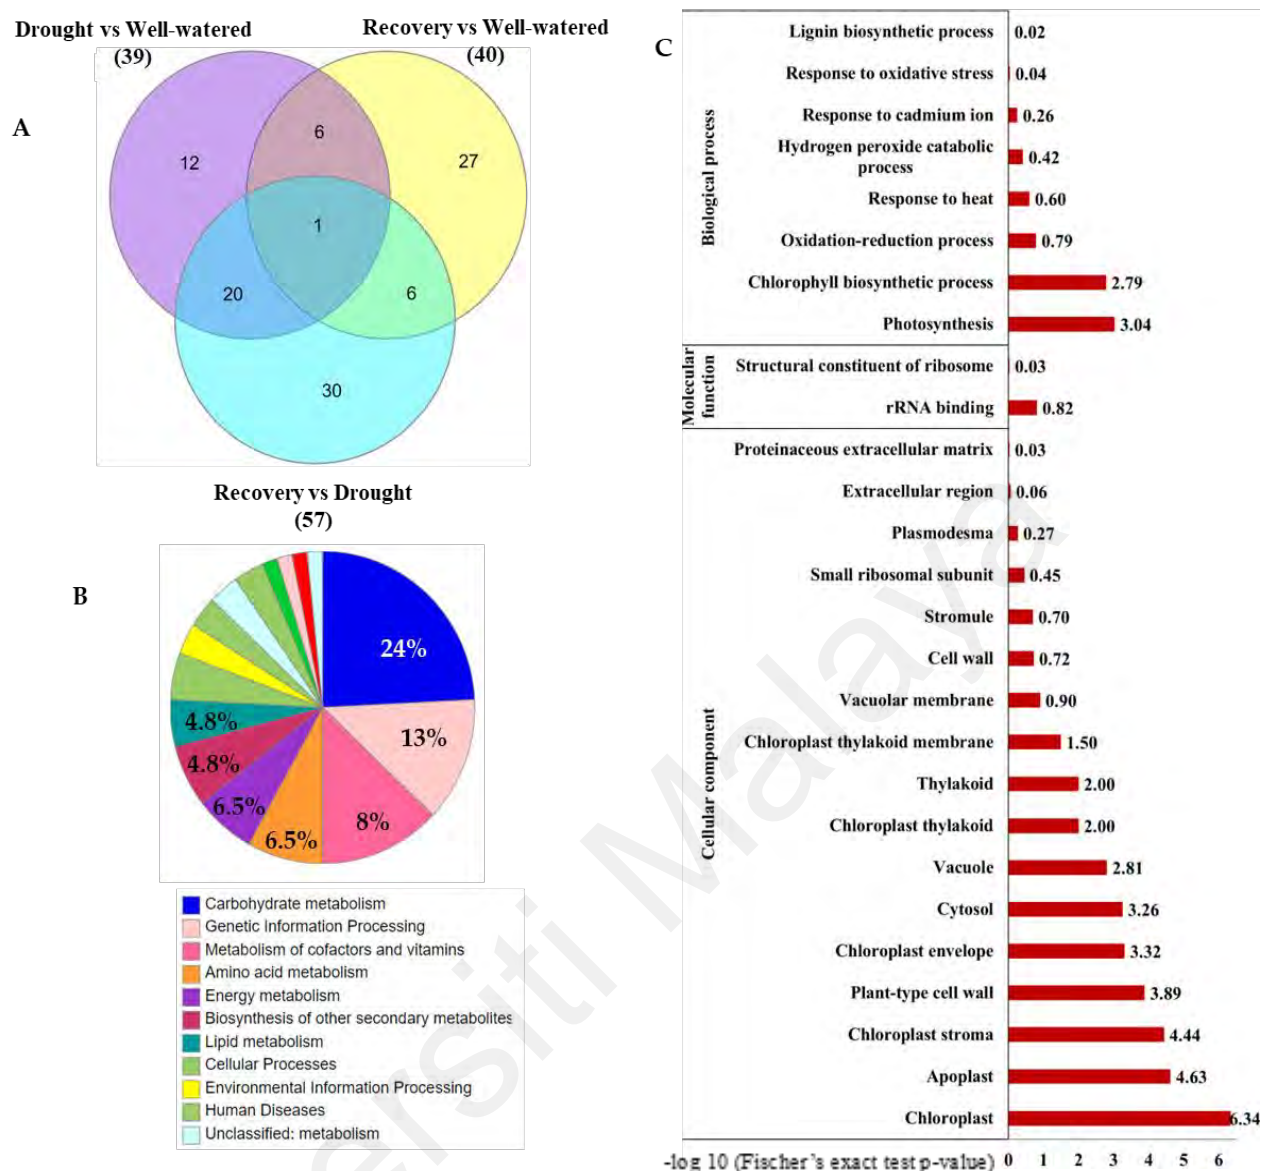 Drought vs Well-watered
(39)
Recovery vs Well-watered
(40)
A
6
12
27
1
20
6
30
Recovery vs Drought
(57)
B
24%
13%
8%
6.5%
6.5%
4.8%
4.8%
Carbohydrate metabolism
Genetic Information Processing
Metabolism of cofactors and vitamins
Amino acid metabolism
Energy metabolism
Biosynthesis of other secondary metabolites
Lipid metabolism
Cellular Processes
Environmental Information Processing
Human Diseases
Unclassified: metabolism
C
Biological process
Lignin biosynthetic process 0.02
Response to oxidative stress 0.04
Response to cadmium ion 0.26
Hydrogen peroxide catabolic
process 0.42
Response to heat 0.60
Oxidation-reduction process 0.79
Chlorophyll biosynthetic process 2.79
Photosynthesis 3.04
Molecular
function
Structural constituent of ribosome 0.03
rRNA binding 0.82
Cellular component
Proteinaceous extracellular matrix 0.03
Extracellular region 0.06
Plasmodesma 0.27
Small ribosomal subunit 0.45
Stromule 0.70
Cell wall 0.72
Vacuolar membrane 0.90
Chloroplast thylakoid membrane 1.50
Thylakoid 2.00
Chloroplast thylakoid 2.00
Vacuole 2.81
Cytosol 3.26
Chloroplast envelope 3.32
Plant-type cell wall 3.89
Chloroplast stroma 4.44
Apoplast 4.63
Chloroplast 6.34
-log 10 (Fischer's exact test p-value) 0 1 2 3 4 5 6
ersiti Malaya